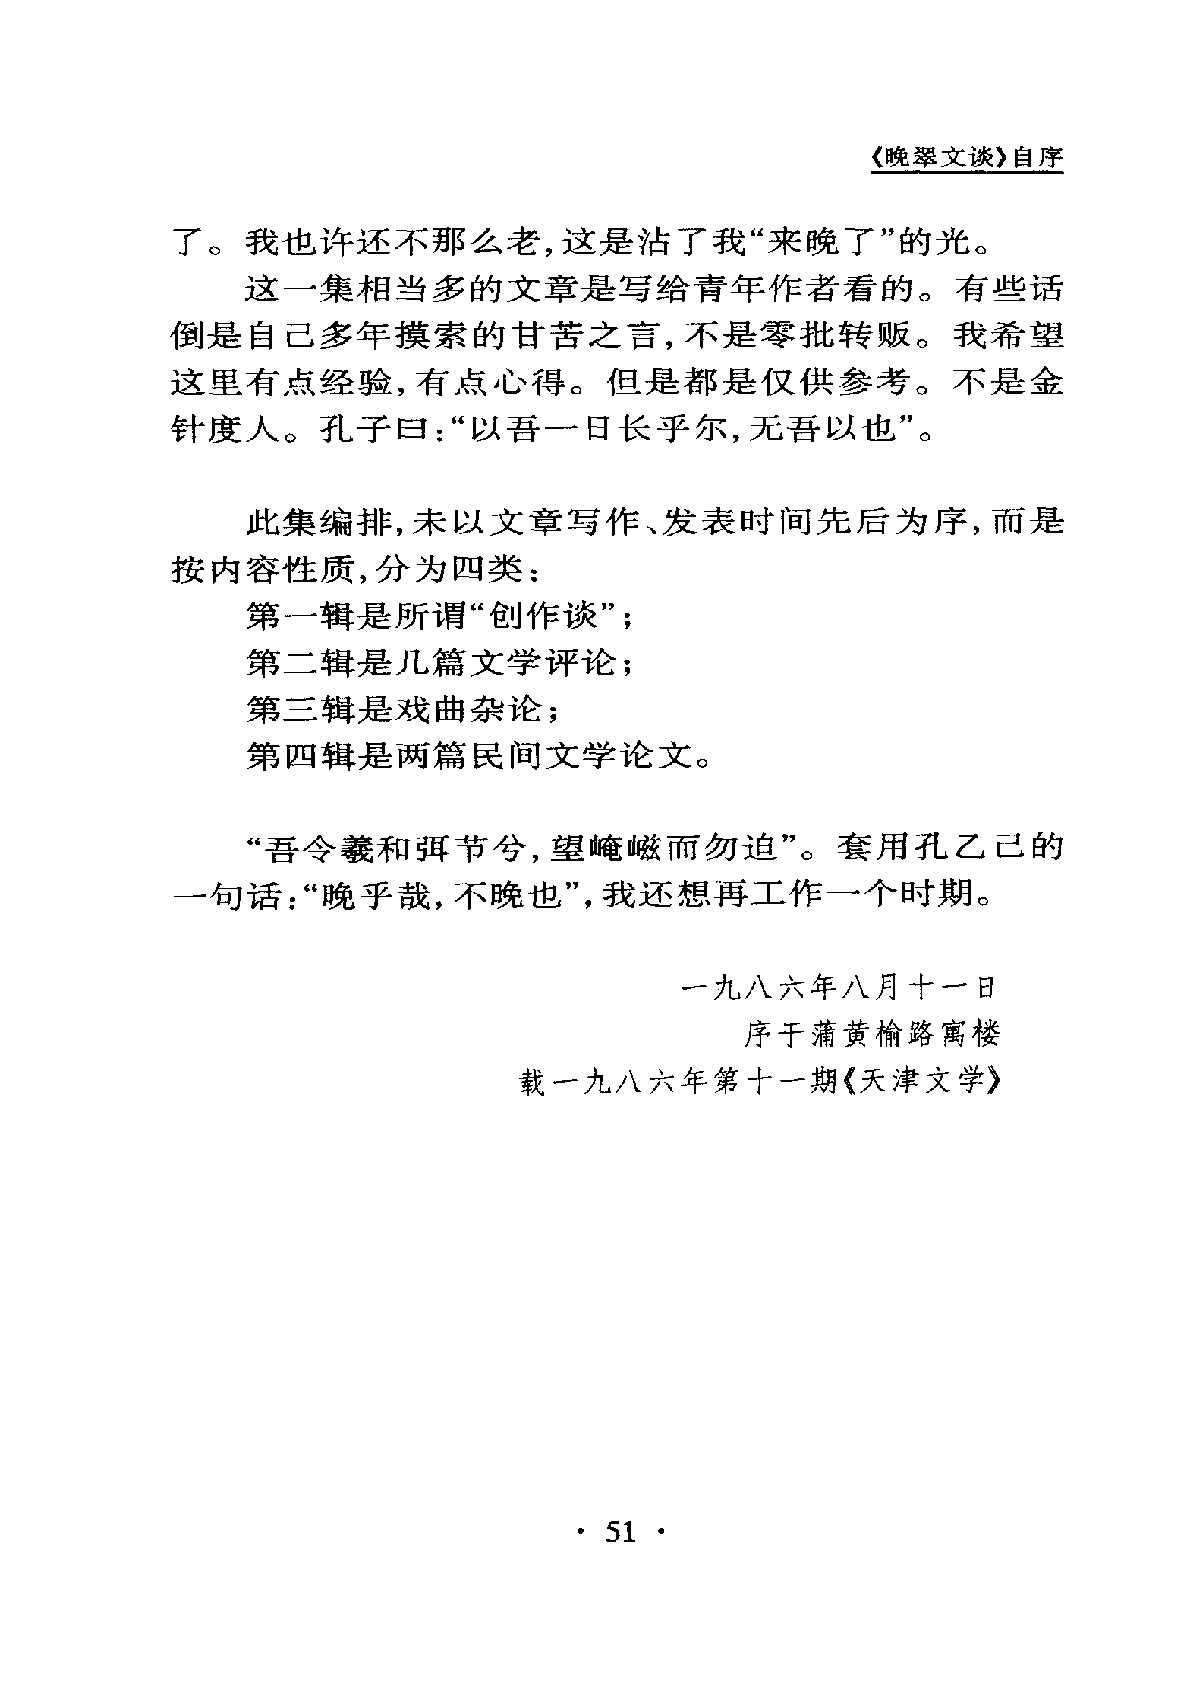 《晚翠文谈》自序
了。我也许还不那么老，这是沾了我“来晚了”的光。
这一集相当多的文章是写给青年作者看的。有些话
倒是自己多年摸索的甘苦之言，不是零批转贩。我希望
这里有点经验，有点心得。但是都是仅供参考。不是金
针度人。孔子曰：“以吾一日长乎尔，无吾以也”。
此集编排，未以文章写作、发表时间先后为序，而是
按内容性质，分为四类：
第一辑是所谓“创作谈”；
第二辑是几篇文学评论；
第三辑是戏曲杂论；
第四辑是两篇民间文学论文。
“吾令羲和弭节兮，望崦嵫而勿迫”。套用孔乙己的
一句话：“晚乎哉，不晚也”，我还想再工作一个时期。
一九八六年八月十一日
序于蒲黄榆路寓楼
载一九八六年第十一期《天津文学》
· 51 ·